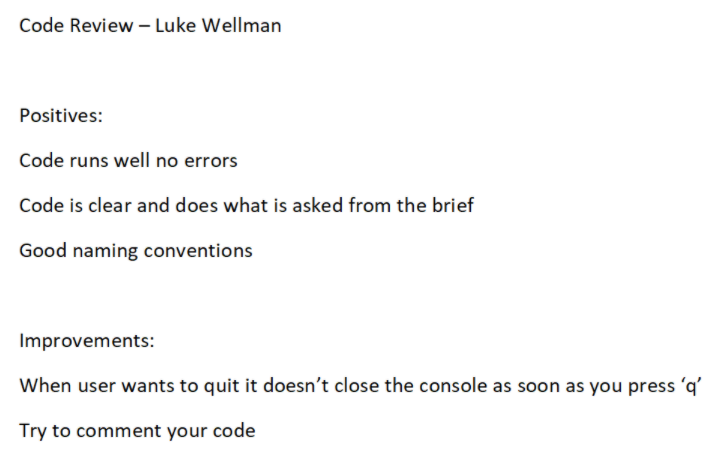 Code Review – Luke Wellman
Positives:
Code runs well no errors
Code is clear and does what is asked from the brief
Good naming conventions
Improvements:
When user wants to quit it doesn’t close the console as soon as you press ‘q’
Try to comment your code